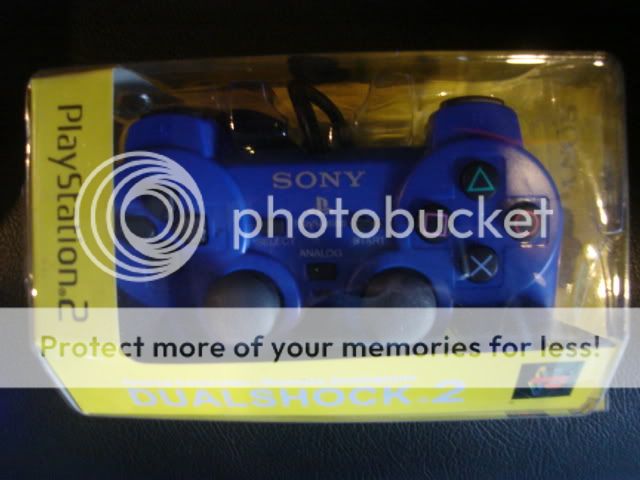 PlayStation®2
SONY
photobucket
SELECT
START
ANALOG
Protect more of your memories for less!
DUALSHOCK®2